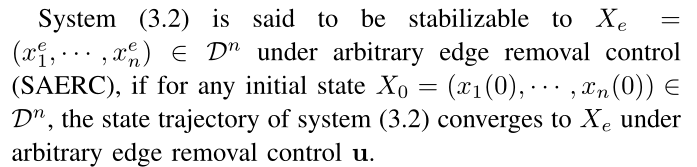 System (3.2) is said to be stabilizable to $X_e$ =
$(x_1^e, \cdots, x_n^e) \in \mathcal{D}^n$ under arbitrary edge removal control
(SAERC), if for any initial state $X_0 = (x_1(0), \cdots, x_n(0)) \in$
$\mathcal{D}^n$, the state trajectory of system (3.2) converges to $X_e$ under
arbitrary edge removal control $\mathbf{u}$.